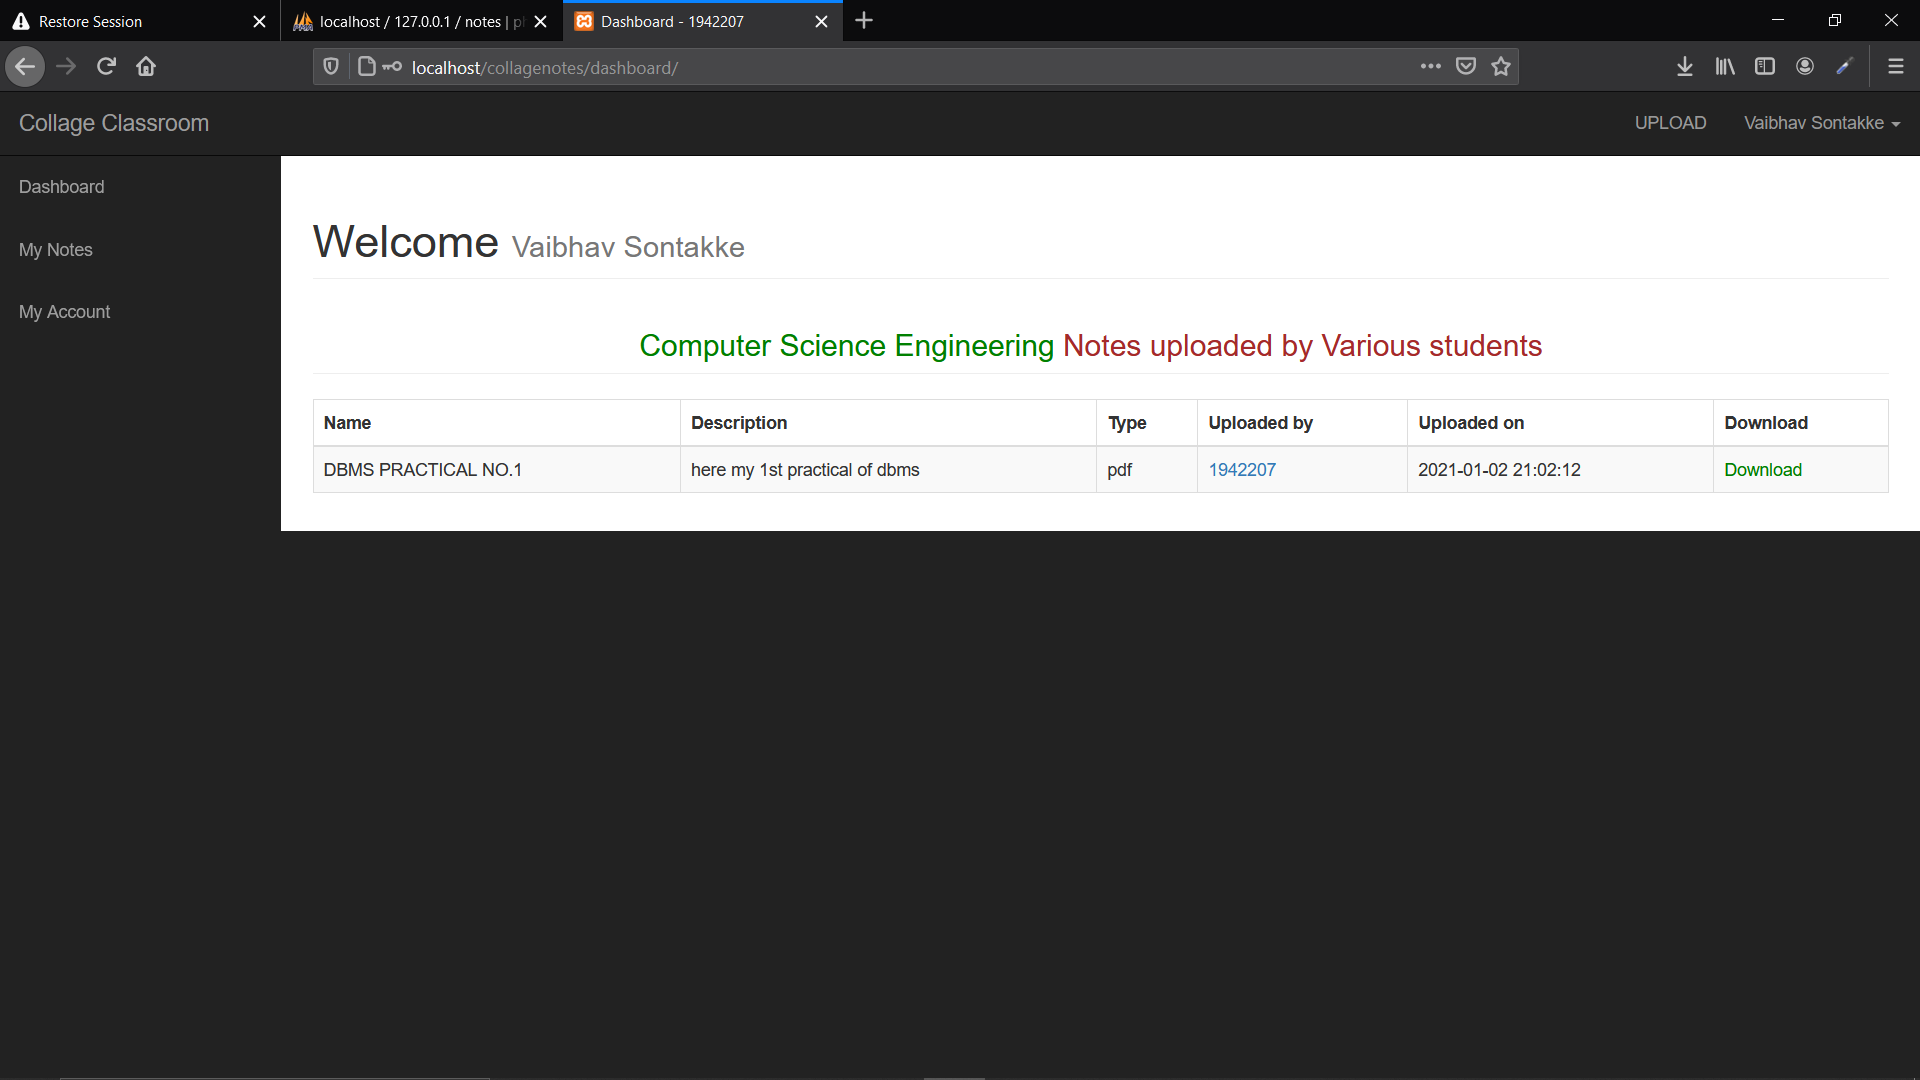 Restore Session
localhost / 127.0.0.1 / notes | ph
Dashboard - 1942207
localhost/collagenotes/dashboard/
Collage Classroom
UPLOAD
Vaibhav Sontakke
Dashboard
My Notes
My Account
Welcome Vaibhav Sontakke
Computer Science Engineering Notes uploaded by Various students
Name Description Type Uploaded by Uploaded on Download
DBMS PRACTICAL NO.1 here my 1st practical of dbms pdf 1942207 2021-01-02 21:02:12 Download